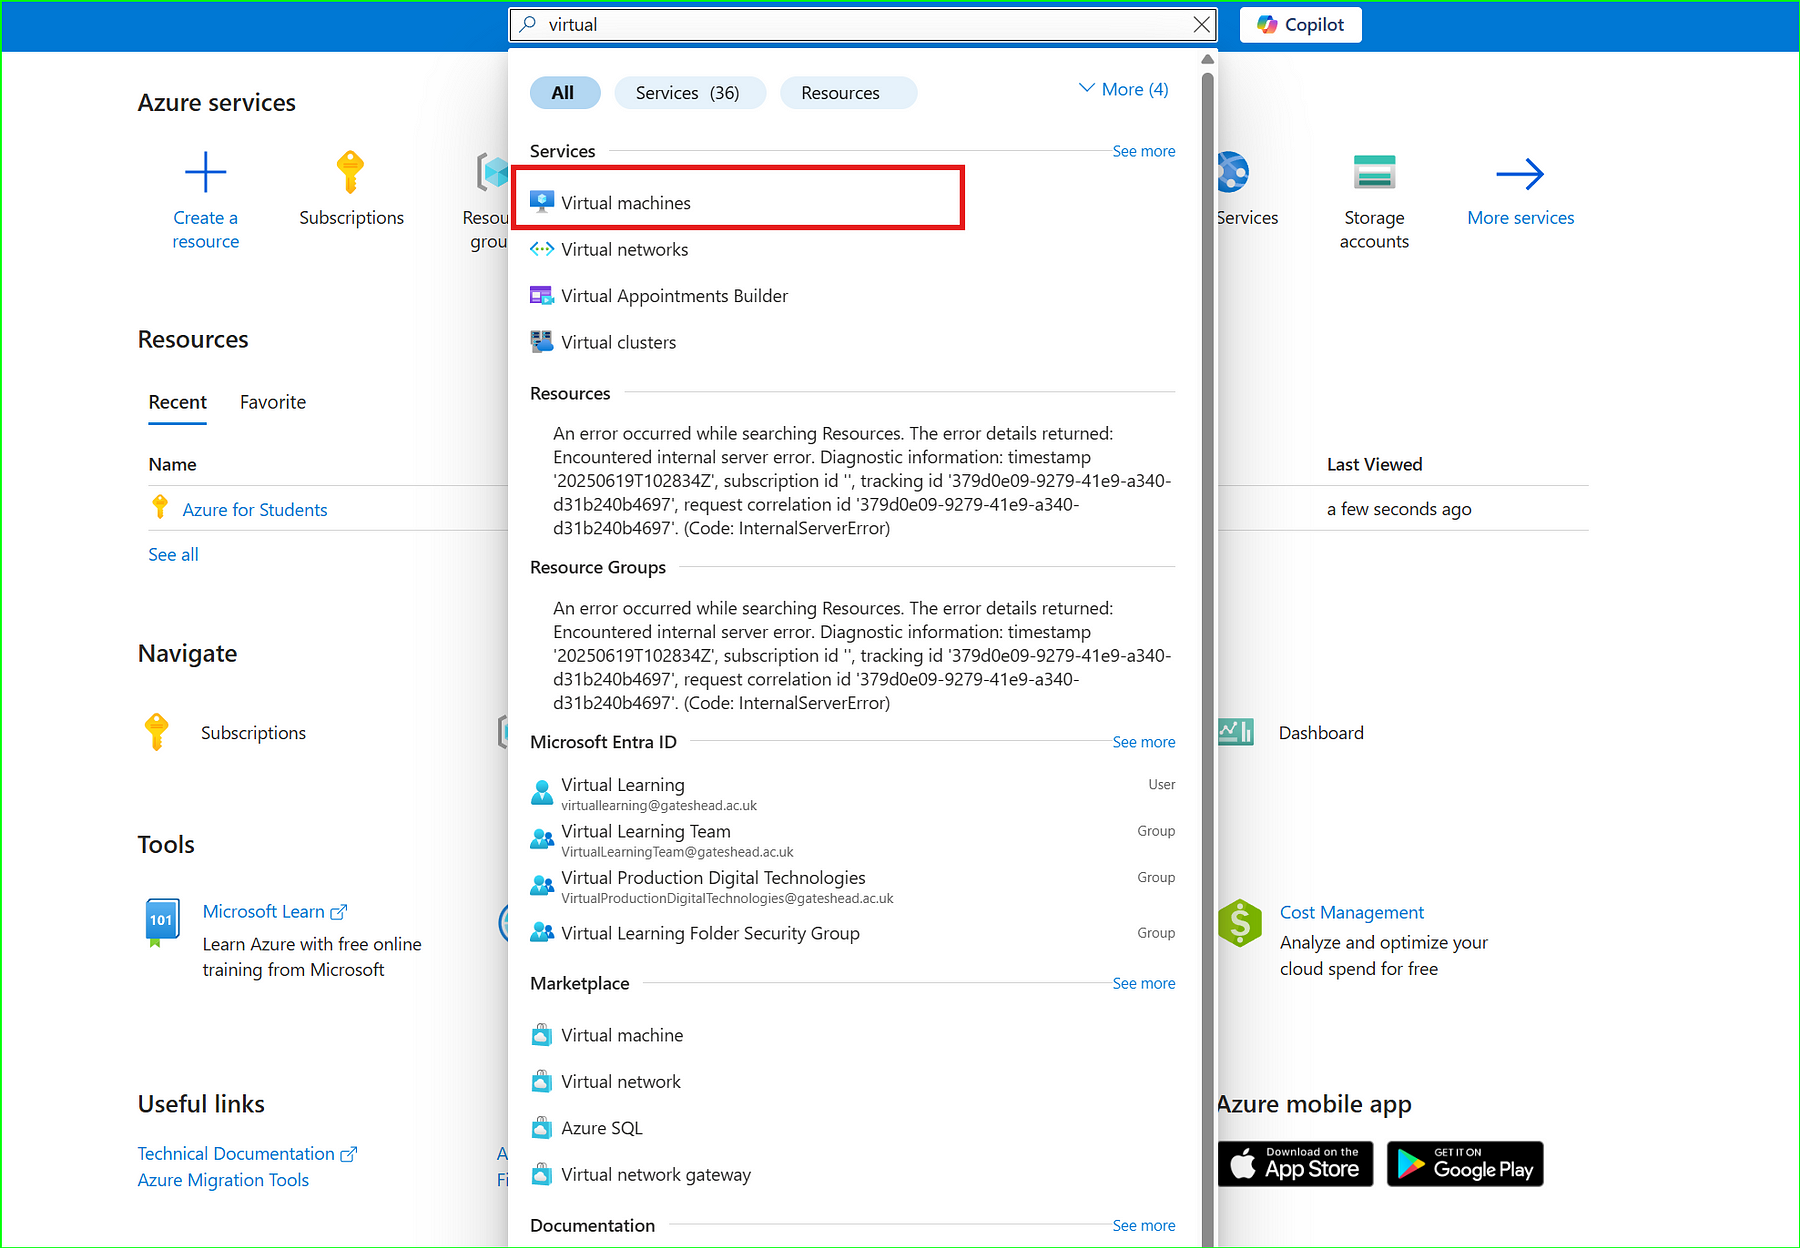 virtual
Copilot
All
Services (36)
Resources
More (4)
Azure services
Create a
resource
Subscriptions
Resou
grou
Services
Storage
accounts
More services
Services
See more
Virtual machines
Virtual networks
Virtual Appointments Builder
Virtual clusters
Resources
An error occurred while searching Resources. The error details returned:
Encountered internal server error. Diagnostic information: timestamp
'20250619T102834Z', subscription id '', tracking id '379d0e09-9279-41e9-a340-
d31b240b4697', request correlation id '379d0e09-9279-41e9-a340-
d31b240b4697'. (Code: InternalServerError)
Resource Groups
An error occurred while searching Resources. The error details returned:
Encountered internal server error. Diagnostic information: timestamp
'20250619T102834Z', subscription id '', tracking id '379d0e09-9279-41e9-a340-
d31b240b4697', request correlation id '379d0e09-9279-41e9-a340-
d31b240b4697'. (Code: InternalServerError)
Microsoft Entra ID
See more
Virtual Learning
User
virtuallearning@gateshead.ac.uk
Virtual Learning Team
Group
VirtualLearningTeam@gateshead.ac.uk
Virtual Production Digital Technologies
Group
VirtualProductionDigitalTechnologies@gateshead.ac.uk
Virtual Learning Folder Security Group
Group
Marketplace
See more
Virtual machine
Virtual network
Azure SQL
Virtual network gateway
Documentation
See more
Resources
Recent
Favorite
Name
Last Viewed
Azure for Students
a few seconds ago
See all
Navigate
Subscriptions
Dashboard
Tools
101
Microsoft Learn
Learn Azure with free online
training from Microsoft
$
Cost Management
Analyze and optimize your
cloud spend for free
Useful links
Technical Documentation
Azure Migration Tools
A
Fi
Azure mobile app
Download on the
App Store
GET IT ON
Google Play